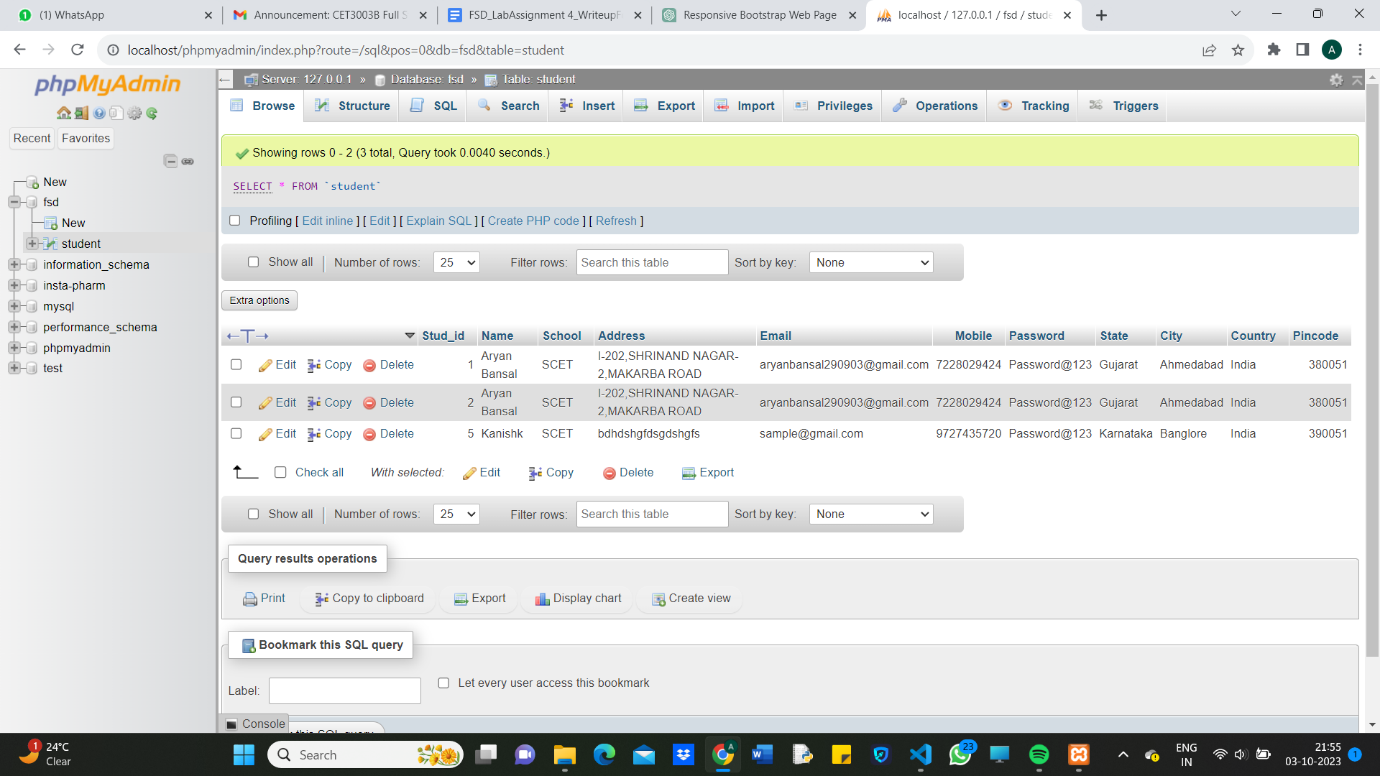 (1) WhatsApp
Announcement: CET3003B Full S
FSD_LabAssignment 4_Writeup
Responsive Bootstrap Web Page
localhost / 127.0.0.1 / fsd / stude
localhost/phpmyadmin/index.php?route=/sql&pos=0&db=fsd&table=student
A
phpMyAdmin
Recent Favorites
New
fsd
New
student
information_schema
insta-pharm
mysql
performance_schema
phpmyadmin
test
Server: 127.0.0.1 » Database: fsd » Table: student
Browse Structure SQL Search Insert Export Import Privileges Operations Tracking Triggers
Showing rows 0 - 2 (3 total, Query took 0.0040 seconds.)
SELECT * FROM `student`
Profiling [ Edit inline ] [ Edit ] [ Explain SQL ] [ Create PHP code ] [ Refresh ]
Show all Number of rows: 25 Filter rows: Search this table Sort by key: None
Extra options
Stud_id Name School Address Email Mobile Password State City Country Pincode
Edit Copy Delete 1 Aryan Bansal SCET I-202,SHRINAND NAGAR-2,MAKARBA ROAD aryanbansal290903@gmail.com 7228029424 Password@123 Gujarat Ahmedabad India 380051
Edit Copy Delete 2 Aryan Bansal SCET I-202,SHRINAND NAGAR-2,MAKARBA ROAD aryanbansal290903@gmail.com 7228029424 Password@123 Gujarat Ahmedabad India 380051
Edit Copy Delete 5 Kanishk SCET bdhdshgfdsgdshgfs sample@gmail.com 9727435720 Password@123 Karnataka Banglore India 390051
Check all With selected: Edit Copy Delete Export
Show all Number of rows: 25 Filter rows: Search this table Sort by key: None
Query results operations
Print Copy to clipboard Export Display chart Create view
Bookmark this SQL query
Label: Let every user access this bookmark
Console
this SQL query
1 24°C
Clear
Search
23
ENG
IN
21:55
03-10-2023
1